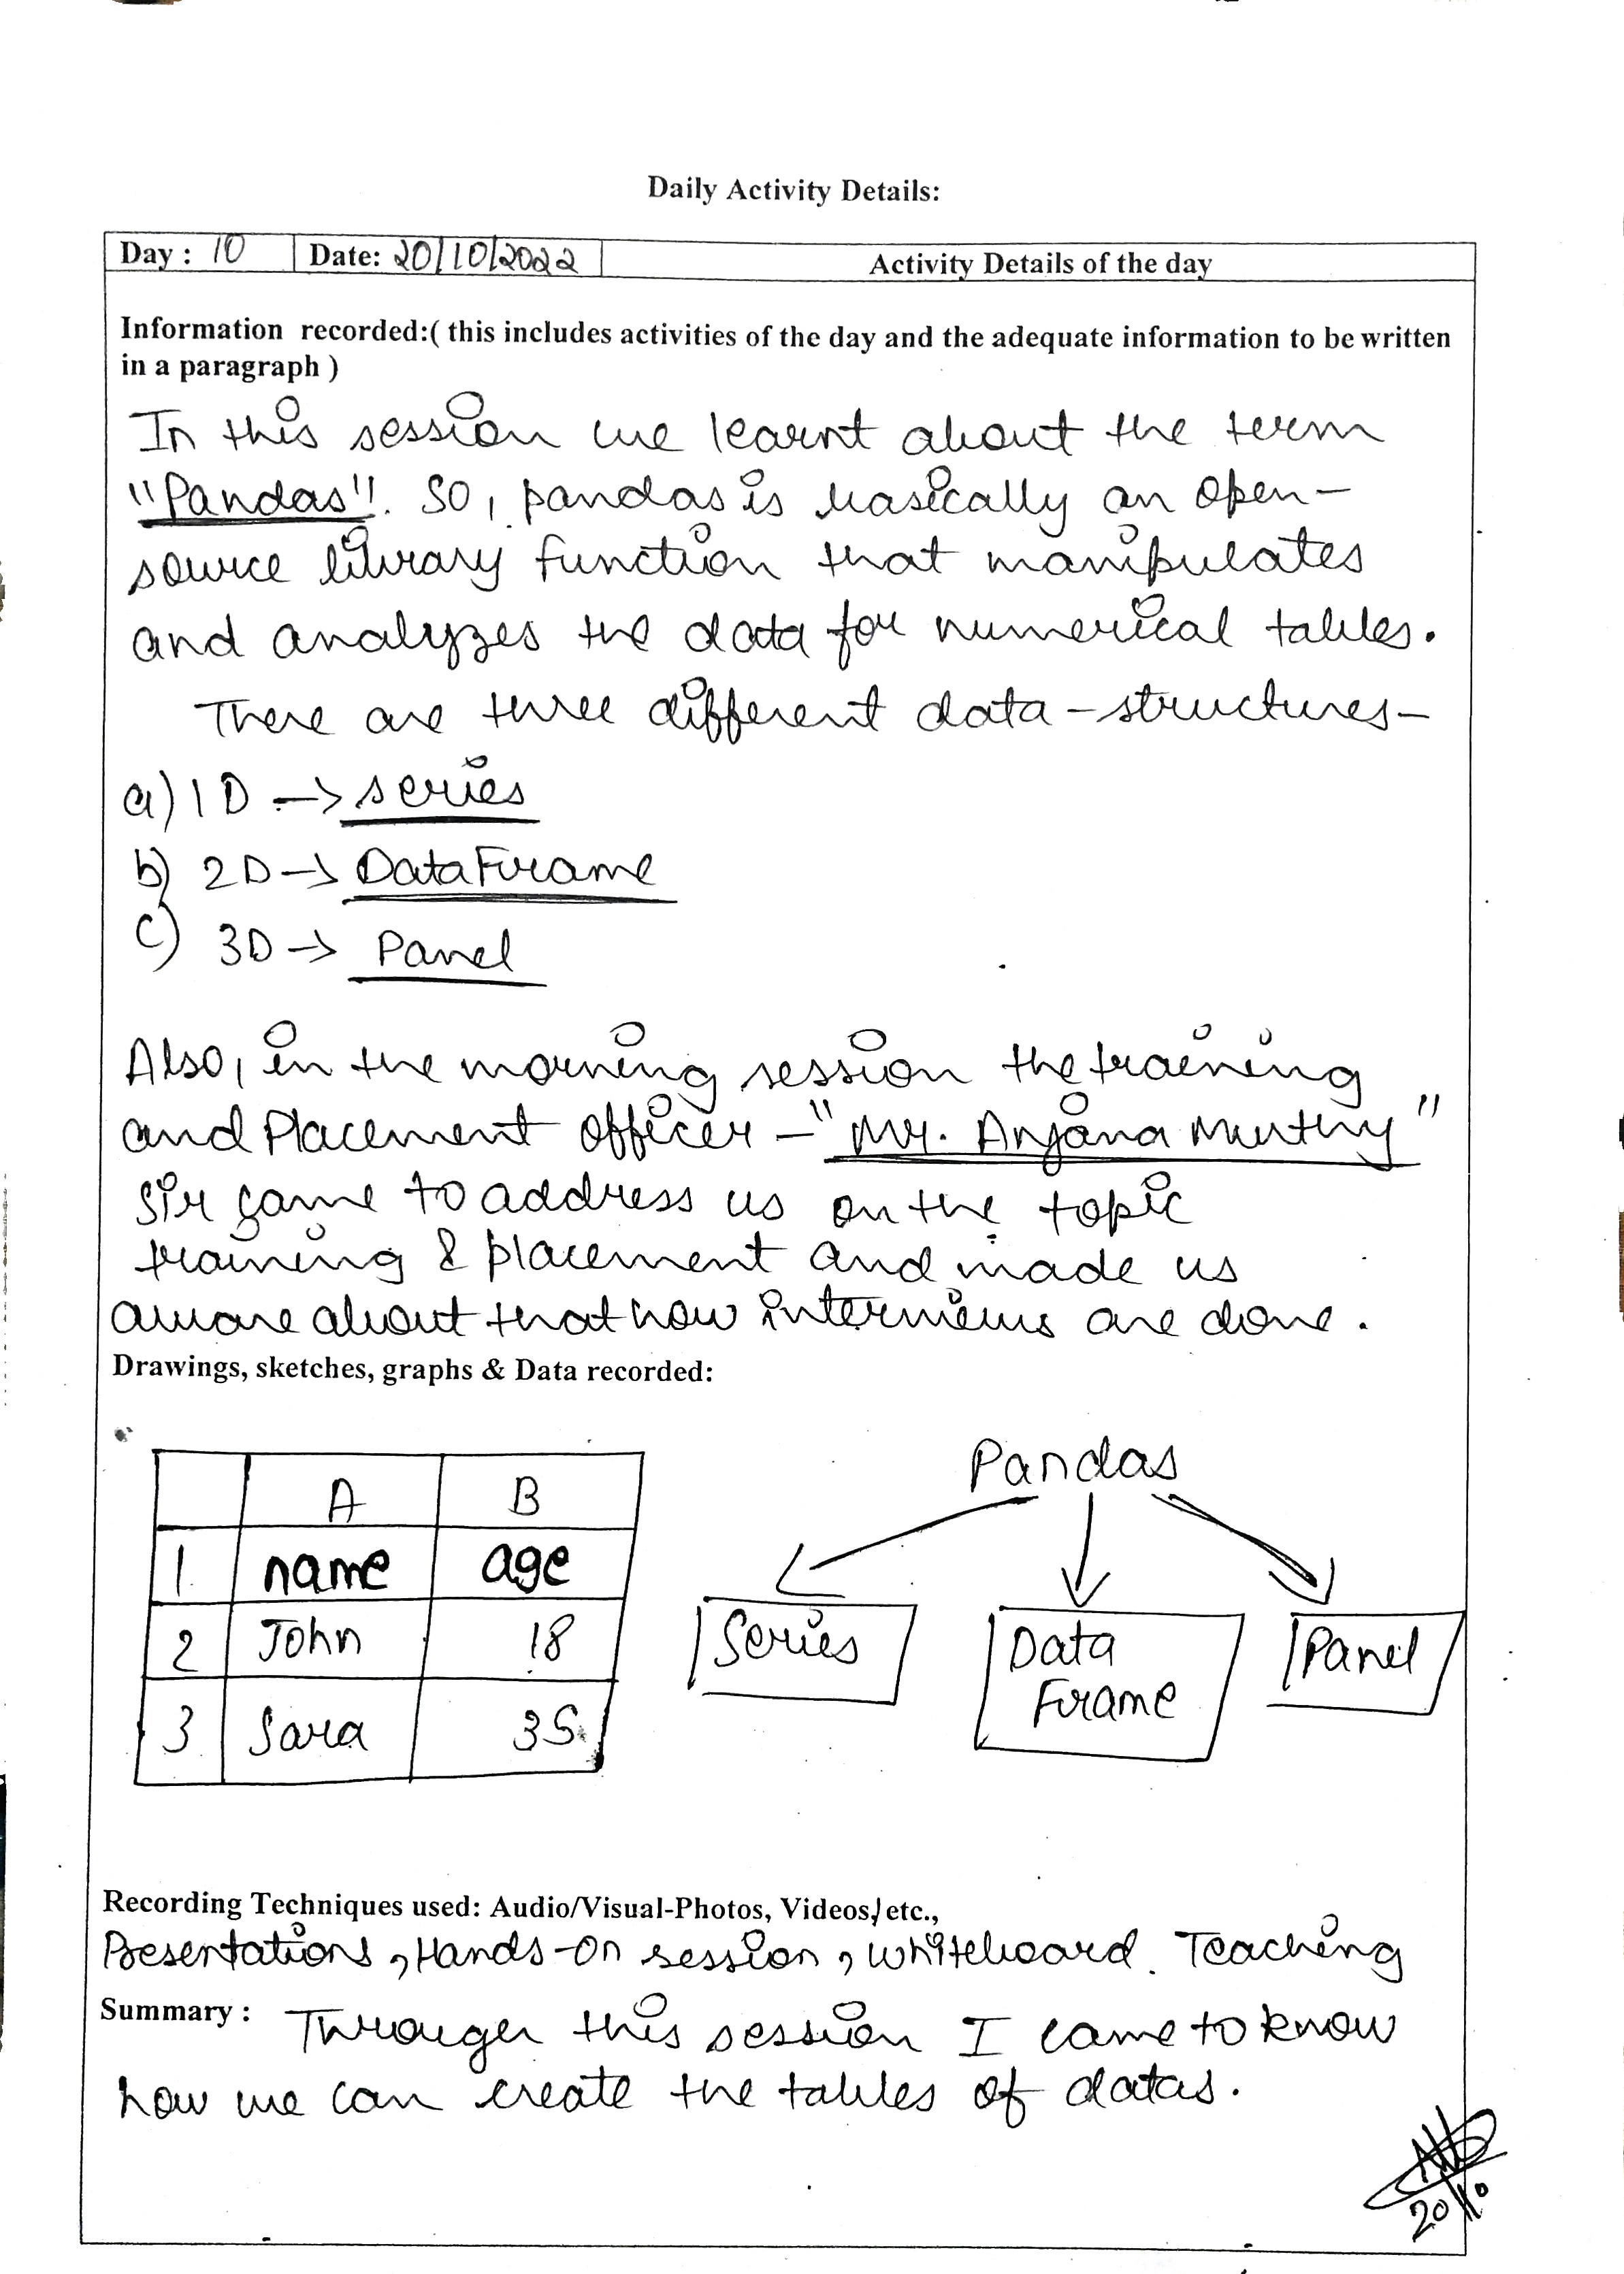 Daily Activity Details:
Day : 10 Date: 20/10/2022 Activity Details of the day
Information recorded:( this includes activities of the day and the adequate information to be written
in a paragraph )
In this session we learnt about the term
"Pandas". So, pandas is basically an open-
source library function that manipulates
and analyzes the data for numerical tables.
There are three different data-structures-
a) 1D -> series
b) 2D -> DataFrame
c) 3D -> Panel
Also, in the morning session the training
and Placement officer - "Mr. Anjana Murthy"
sir came to address us on the topic
training & placement and made us
aware about that how interviews are done.
Drawings, sketches, graphs & Data recorded:
A B
1 name age
2 John 18
3 Sara 35
Pandas
Series
Data
Frame
Panel
Recording Techniques used: Audio/Visual-Photos, Videos, etc.,
Presentations, Hands-On session, Whiteboard. Teaching
Summary : Through this session I came to know
how we can create the tables of datas.
20/10